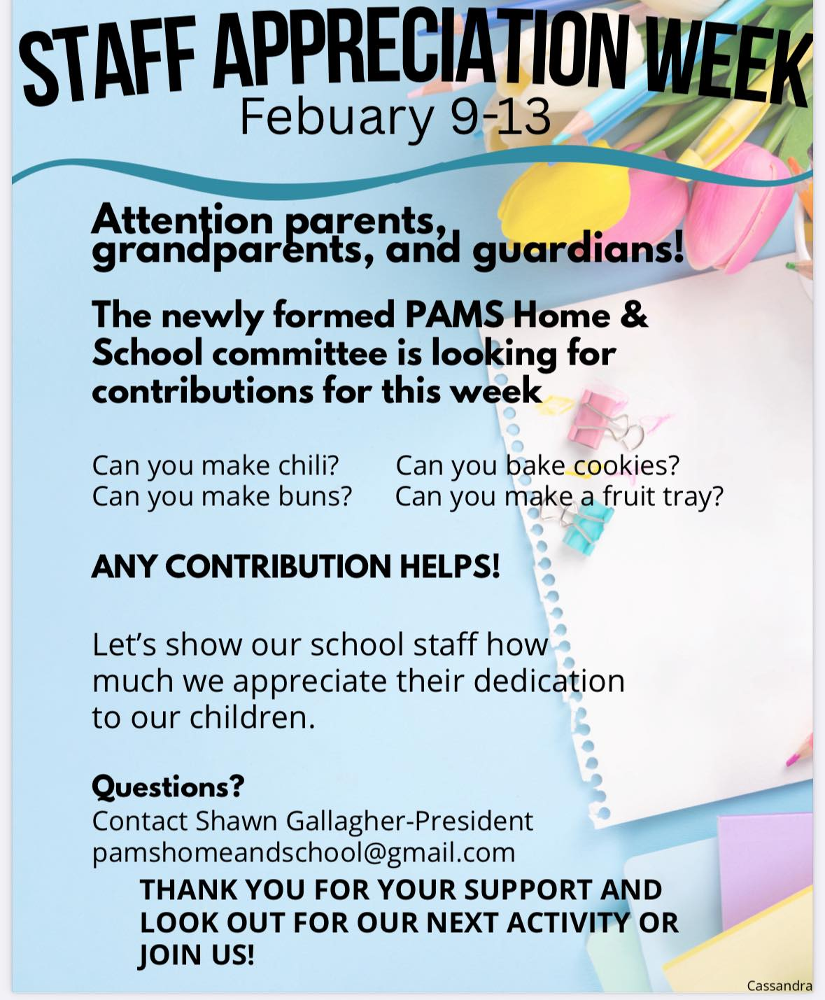 STAFF APPRECIATION WEEK
Febuary 9-13
Attention parents,
grandparents, and guardians!
The newly formed PAMS Home &
School committee is looking for
contributions for this week
Can you make chili? Can you bake cookies?
Can you make buns? Can you make a fruit tray?
ANY CONTRIBUTION HELPS!
Let's show our school staff how
much we appreciate their dedication
to our children.
Questions?
Contact Shawn Gallagher-President
pamshomeandschool@gmail.com
THANK YOU FOR YOUR SUPPORT AND
LOOK OUT FOR OUR NEXT ACTIVITY OR
JOIN US!
Cassandra